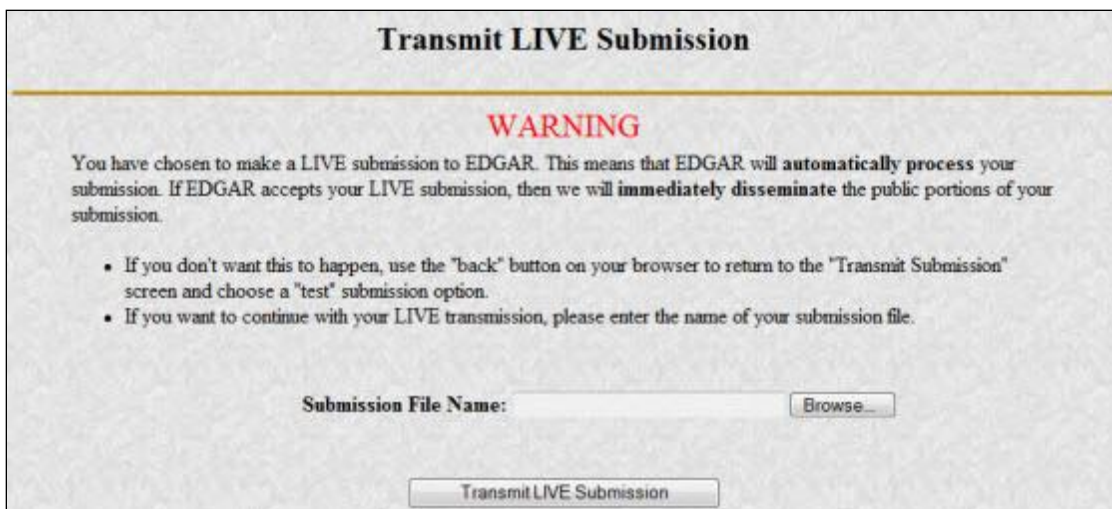 Transmit LIVE Submission
WARNING
You have chosen to make a LIVE submission to EDGAR. This means that EDGAR will automatically process your
submission. If EDGAR accepts your LIVE submission, then we will immediately disseminate the public portions of your
submission.
• If you don't want this to happen, use the "back" button on your browser to return to the "Transmit Submission"
screen and choose a "test" submission option.
• If you want to continue with your LIVE transmission, please enter the name of your submission file.
Submission File Name: Browse...
Transmit LIVE Submission